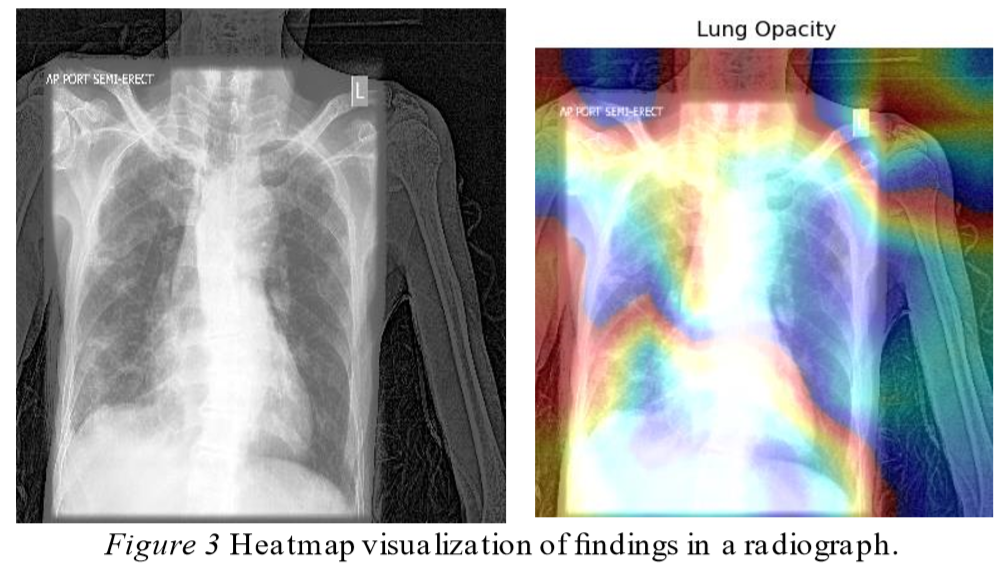 Lung Opacity
AP PORT SEMI-ERECT
L
AP PORT SEMI-ERECT
Figure 3 Heatmap visualization of findings in a radiograph.